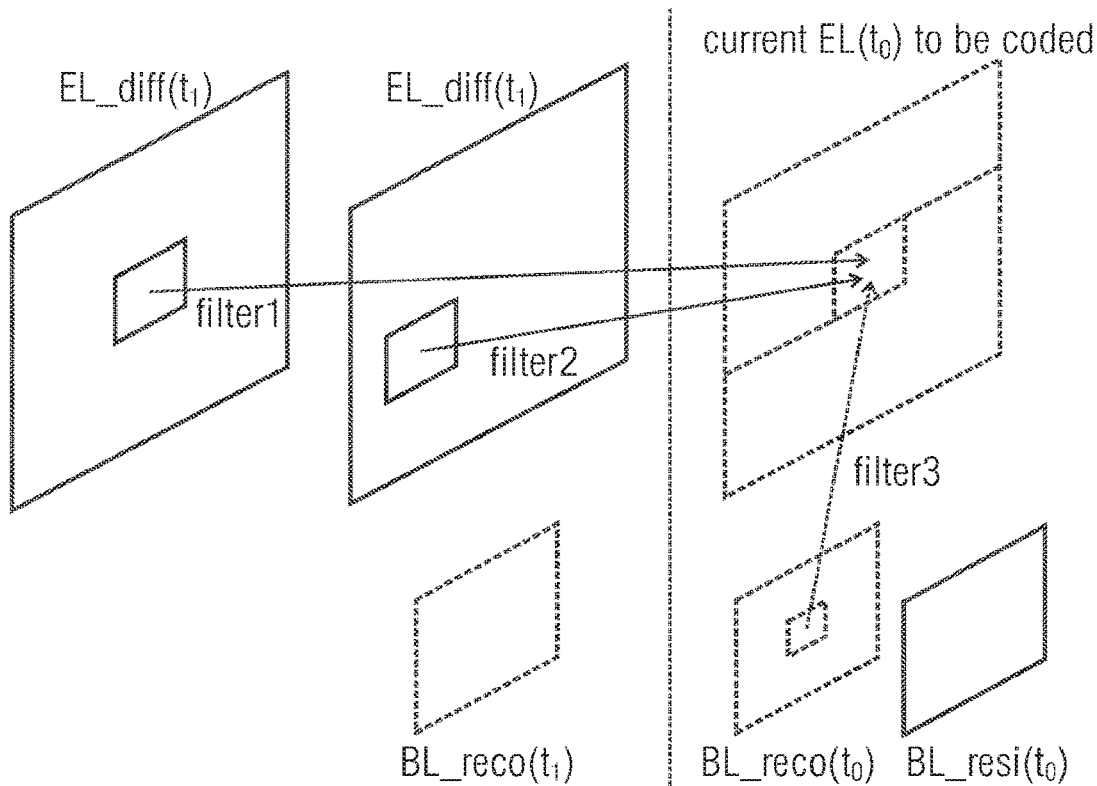 current EL(t₀) to be coded
EL_diff(t₁)
EL_diff(t₁)
filter1
filter2
filter3
BL_reco(t₁)
BL_reco(t₀)
BL_resi(t₀)